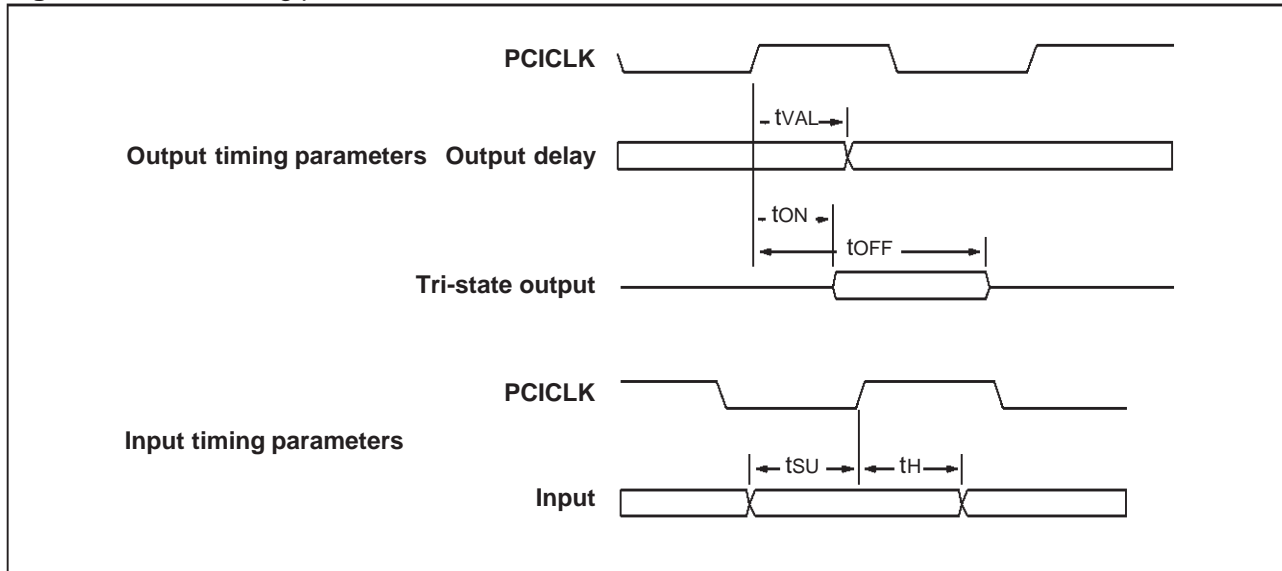 PCICLK
tVAL
Output timing parameters Output delay
tON
tOFF
Tri-state output
PCICLK
Input timing parameters
tSU tH
Input